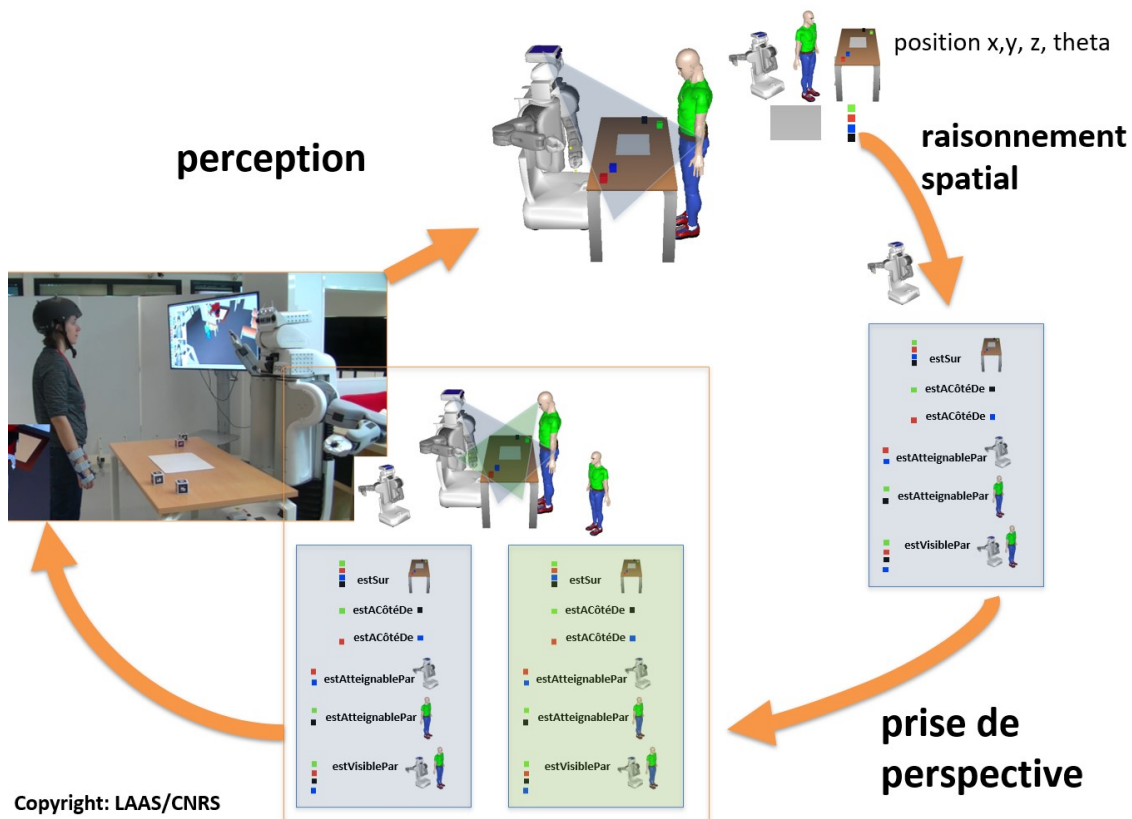 position x,y, z, theta
perception
raisonnement
spatial
estSur
estACôtéDe
estACôtéDe
estAtteignablePar
estAtteignablePar
estVisiblePar
estSur
estACôtéDe
estACôtéDe
estAtteignablePar
estAtteignablePar
estVisiblePar
estSur
estACôtéDe
estACôtéDe
estAtteignablePar
estAtteignablePar
estVisiblePar
prise de
perspective
Copyright: LAAS/CNRS